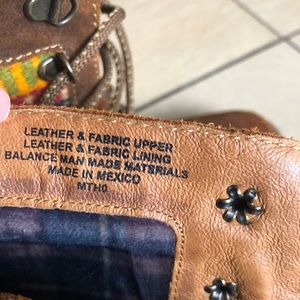 LEATHER & FABRIC UPPER
LEATHER & FABRIC LINING
BALANCE MAN MADE MATERIALS
MADE IN MEXICO
MTH0